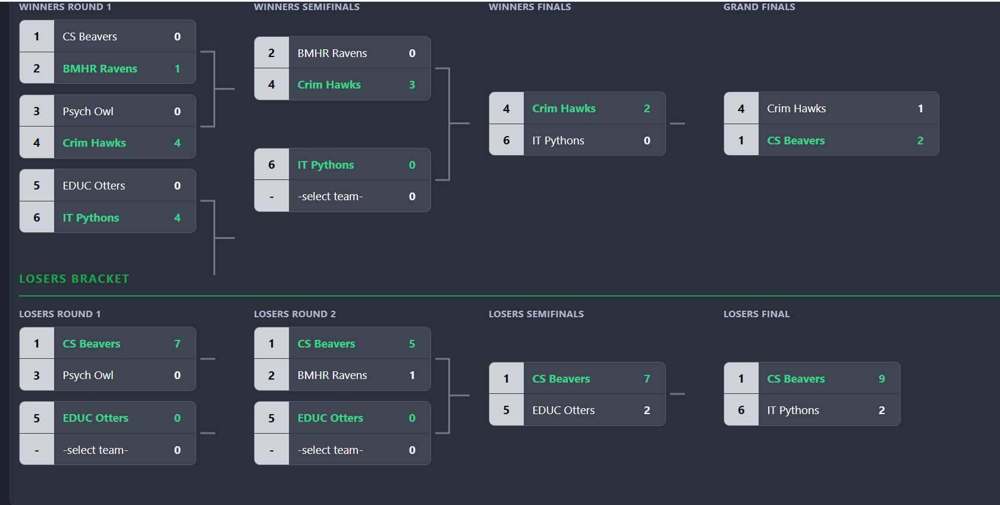 WINNERS ROUND 1
1 CS Beavers 0
2 BMHR Ravens 1
3 Psych Owl 0
4 Crim Hawks 4
5 EDUC Otters 0
6 IT Pythons 4
WINNERS SEMIFINALS
2 BMHR Ravens 0
4 Crim Hawks 3
6 IT Pythons 0
- -select team- 0
WINNERS FINALS
4 Crim Hawks 2
6 IT Pythons 0
GRAND FINALS
4 Crim Hawks 1
1 CS Beavers 2
LOSERS BRACKET
LOSERS ROUND 1
1 CS Beavers 7
3 Psych Owl 0
5 EDUC Otters 0
- -select team- 0
LOSERS ROUND 2
1 CS Beavers 5
2 BMHR Ravens 1
5 EDUC Otters 0
- -select team- 0
LOSERS SEMIFINALS
1 CS Beavers 7
5 EDUC Otters 2
LOSERS FINAL
1 CS Beavers 9
6 IT Pythons 2